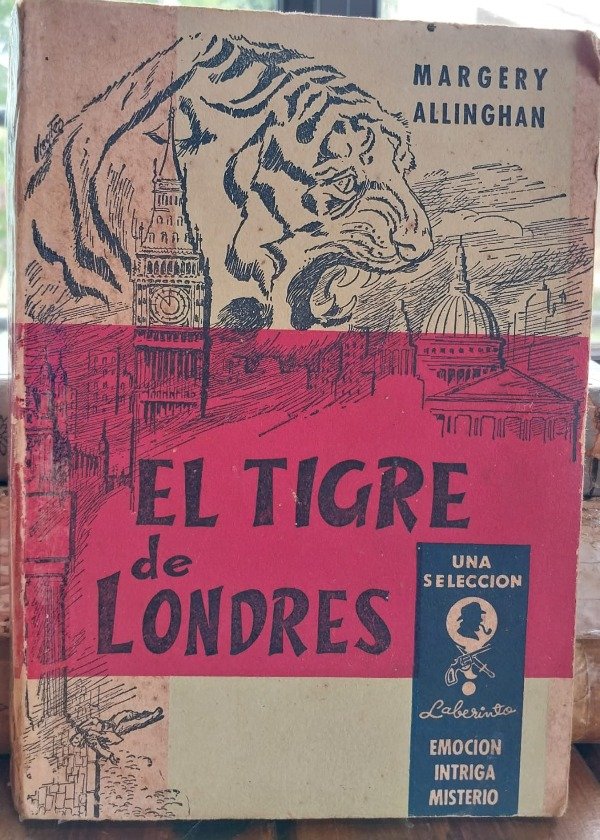 MARGERY
ALLINGHAN
EL TIGRE
de
LONDRES
UNA
SELECCION
Laberinto
EMOCION
INTRIGA
MISTERIO